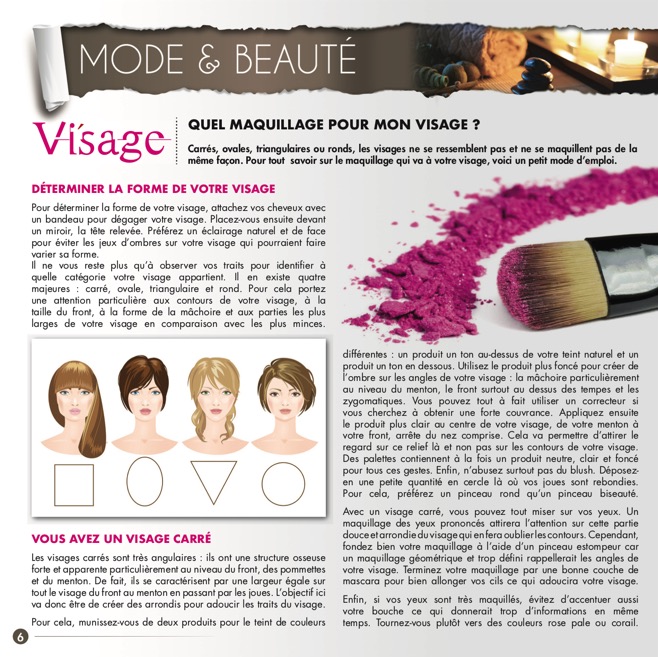 MODE & BEAUTÉ
Visage
QUEL MAQUILLAGE POUR MON VISAGE ?
Carrés, ovales, triangulaires ou ronds, les visages ne se ressemblent pas et ne se maquillent pas de la
même façon. Pour tout savoir sur le maquillage qui va à votre visage, voici un petit mode d'emploi.
DÉTERMINER LA FORME DE VOTRE VISAGE
Pour déterminer la forme de votre visage, attachez vos cheveux avec
un bandeau pour dégager votre visage. Placez-vous ensuite devant
un miroir, la tête relevée. Préférez un éclairage naturel et de face
pour éviter les jeux d'ombres sur votre visage qui pourraient faire
varier sa forme.
Il ne vous reste plus qu'à observer vos traits pour identifier à
quelle catégorie votre visage appartient. Il en existe quatre
majeures : carré, ovale, triangulaire et rond. Pour cela portez
une attention particulière aux contours de votre visage, à la
taille du front, à la forme de la mâchoire et aux parties les plus
larges de votre visage en comparaison avec les plus minces.
VOUS AVEZ UN VISAGE CARRÉ
Les visages carrés sont très angulaires : ils ont une structure osseuse
forte et apparente particulièrement au niveau du front, des pommettes
et du menton. De fait, ils se caractérisent par une largeur égale sur
tout le visage du front au menton en passant par les joues. L'objectif ici
va donc être de créer des arrondis pour adoucir les traits du visage.
Pour cela, munissez-vous de deux produits pour le teint de couleurs
différentes : un produit un ton au-dessus de votre teint naturel et un
produit un ton en dessous. Utilisez le produit plus foncé pour créer de
l'ombre sur les angles de votre visage : la mâchoire particulièrement
au niveau du menton, le front surtout au dessus des tempes et les
zygomatiques. Vous pouvez tout à fait utiliser un correcteur si
vous cherchez à obtenir une forte couvrance. Appliquez ensuite
le produit plus clair au centre de votre visage, de votre menton à
votre front, arrête du nez comprise. Cela va permettre d'attirer le
regard sur ce relief là et non pas sur les contours de votre visage.
Des palettes contiennent à la fois un produit neutre, clair et foncé
pour tous ces gestes. Enfin, n'abusez surtout pas du blush. Déposez-
en une petite quantité en cercle là où vos joues sont rebondies.
Pour cela, préférez un pinceau rond qu'un pinceau biseauté.
Avec un visage carré, vous pouvez tout miser sur vos yeux. Un
maquillage des yeux prononcés attirera l'attention sur cette partie
douce et arrondie du visage qui en fera oublier les contours. Cependant,
fondez bien votre maquillage à l'aide d'un pinceau estompeur car
un maquillage géométrique et trop défini rappellerait les angles de
votre visage. Terminez votre maquillage par une bonne couche de
mascara pour bien allonger vos cils ce qui adoucira votre visage.
Enfin, si vos yeux sont très maquillés, évitez d'accentuer aussi
votre bouche ce qui donnerait trop d'informations en même
temps. Tournez-vous plutôt vers des couleurs rose pale ou corail.
6